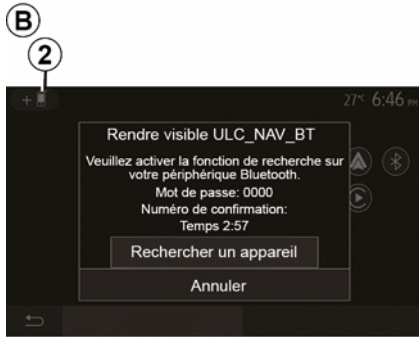 B
2
27°C 6:46 PM
Rendre visible ULC_NAV_BT
Veuillez activer la fonction de recherche sur
votre périphérique Bluetooth.
Mot de passe: 0000
Numéro de confirmation:
Temps 2:57
Rechercher un appareil
Annuler